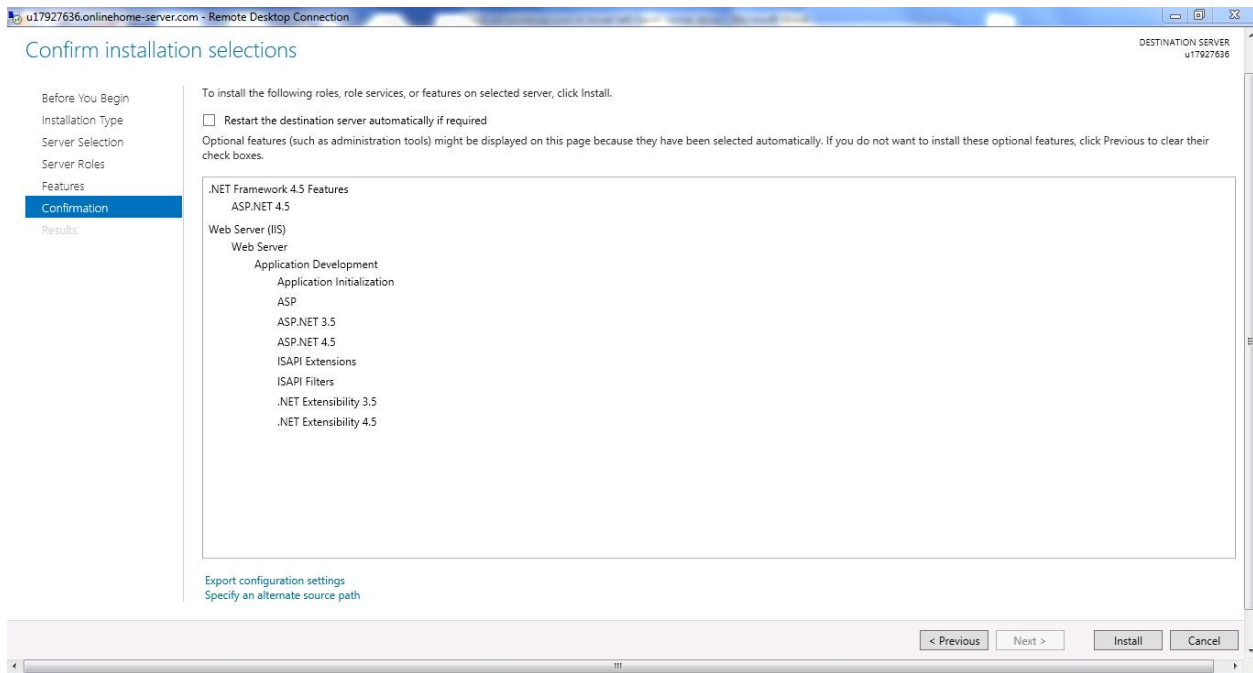 u17927636.onlinehome-server.com - Remote Desktop Connection
Confirm installation selections
DESTINATION SERVER
u17927636
Before You Begin
Installation Type
Server Selection
Server Roles
Features
Confirmation
Results
To install the following roles, role services, or features on selected server, click Install.
Restart the destination server automatically if required
Optional features (such as administration tools) might be displayed on this page because they have been selected automatically. If you do not want to install these optional features, click Previous to clear their
check boxes.
.NET Framework 4.5 Features
ASP.NET 4.5
Web Server (IIS)
Web Server
Application Development
Application Initialization
ASP
ASP.NET 3.5
ASP.NET 4.5
ISAPI Extensions
ISAPI Filters
.NET Extensibility 3.5
.NET Extensibility 4.5
Export configuration settings
Specify an alternate source path
< Previous
Next >
Install
Cancel